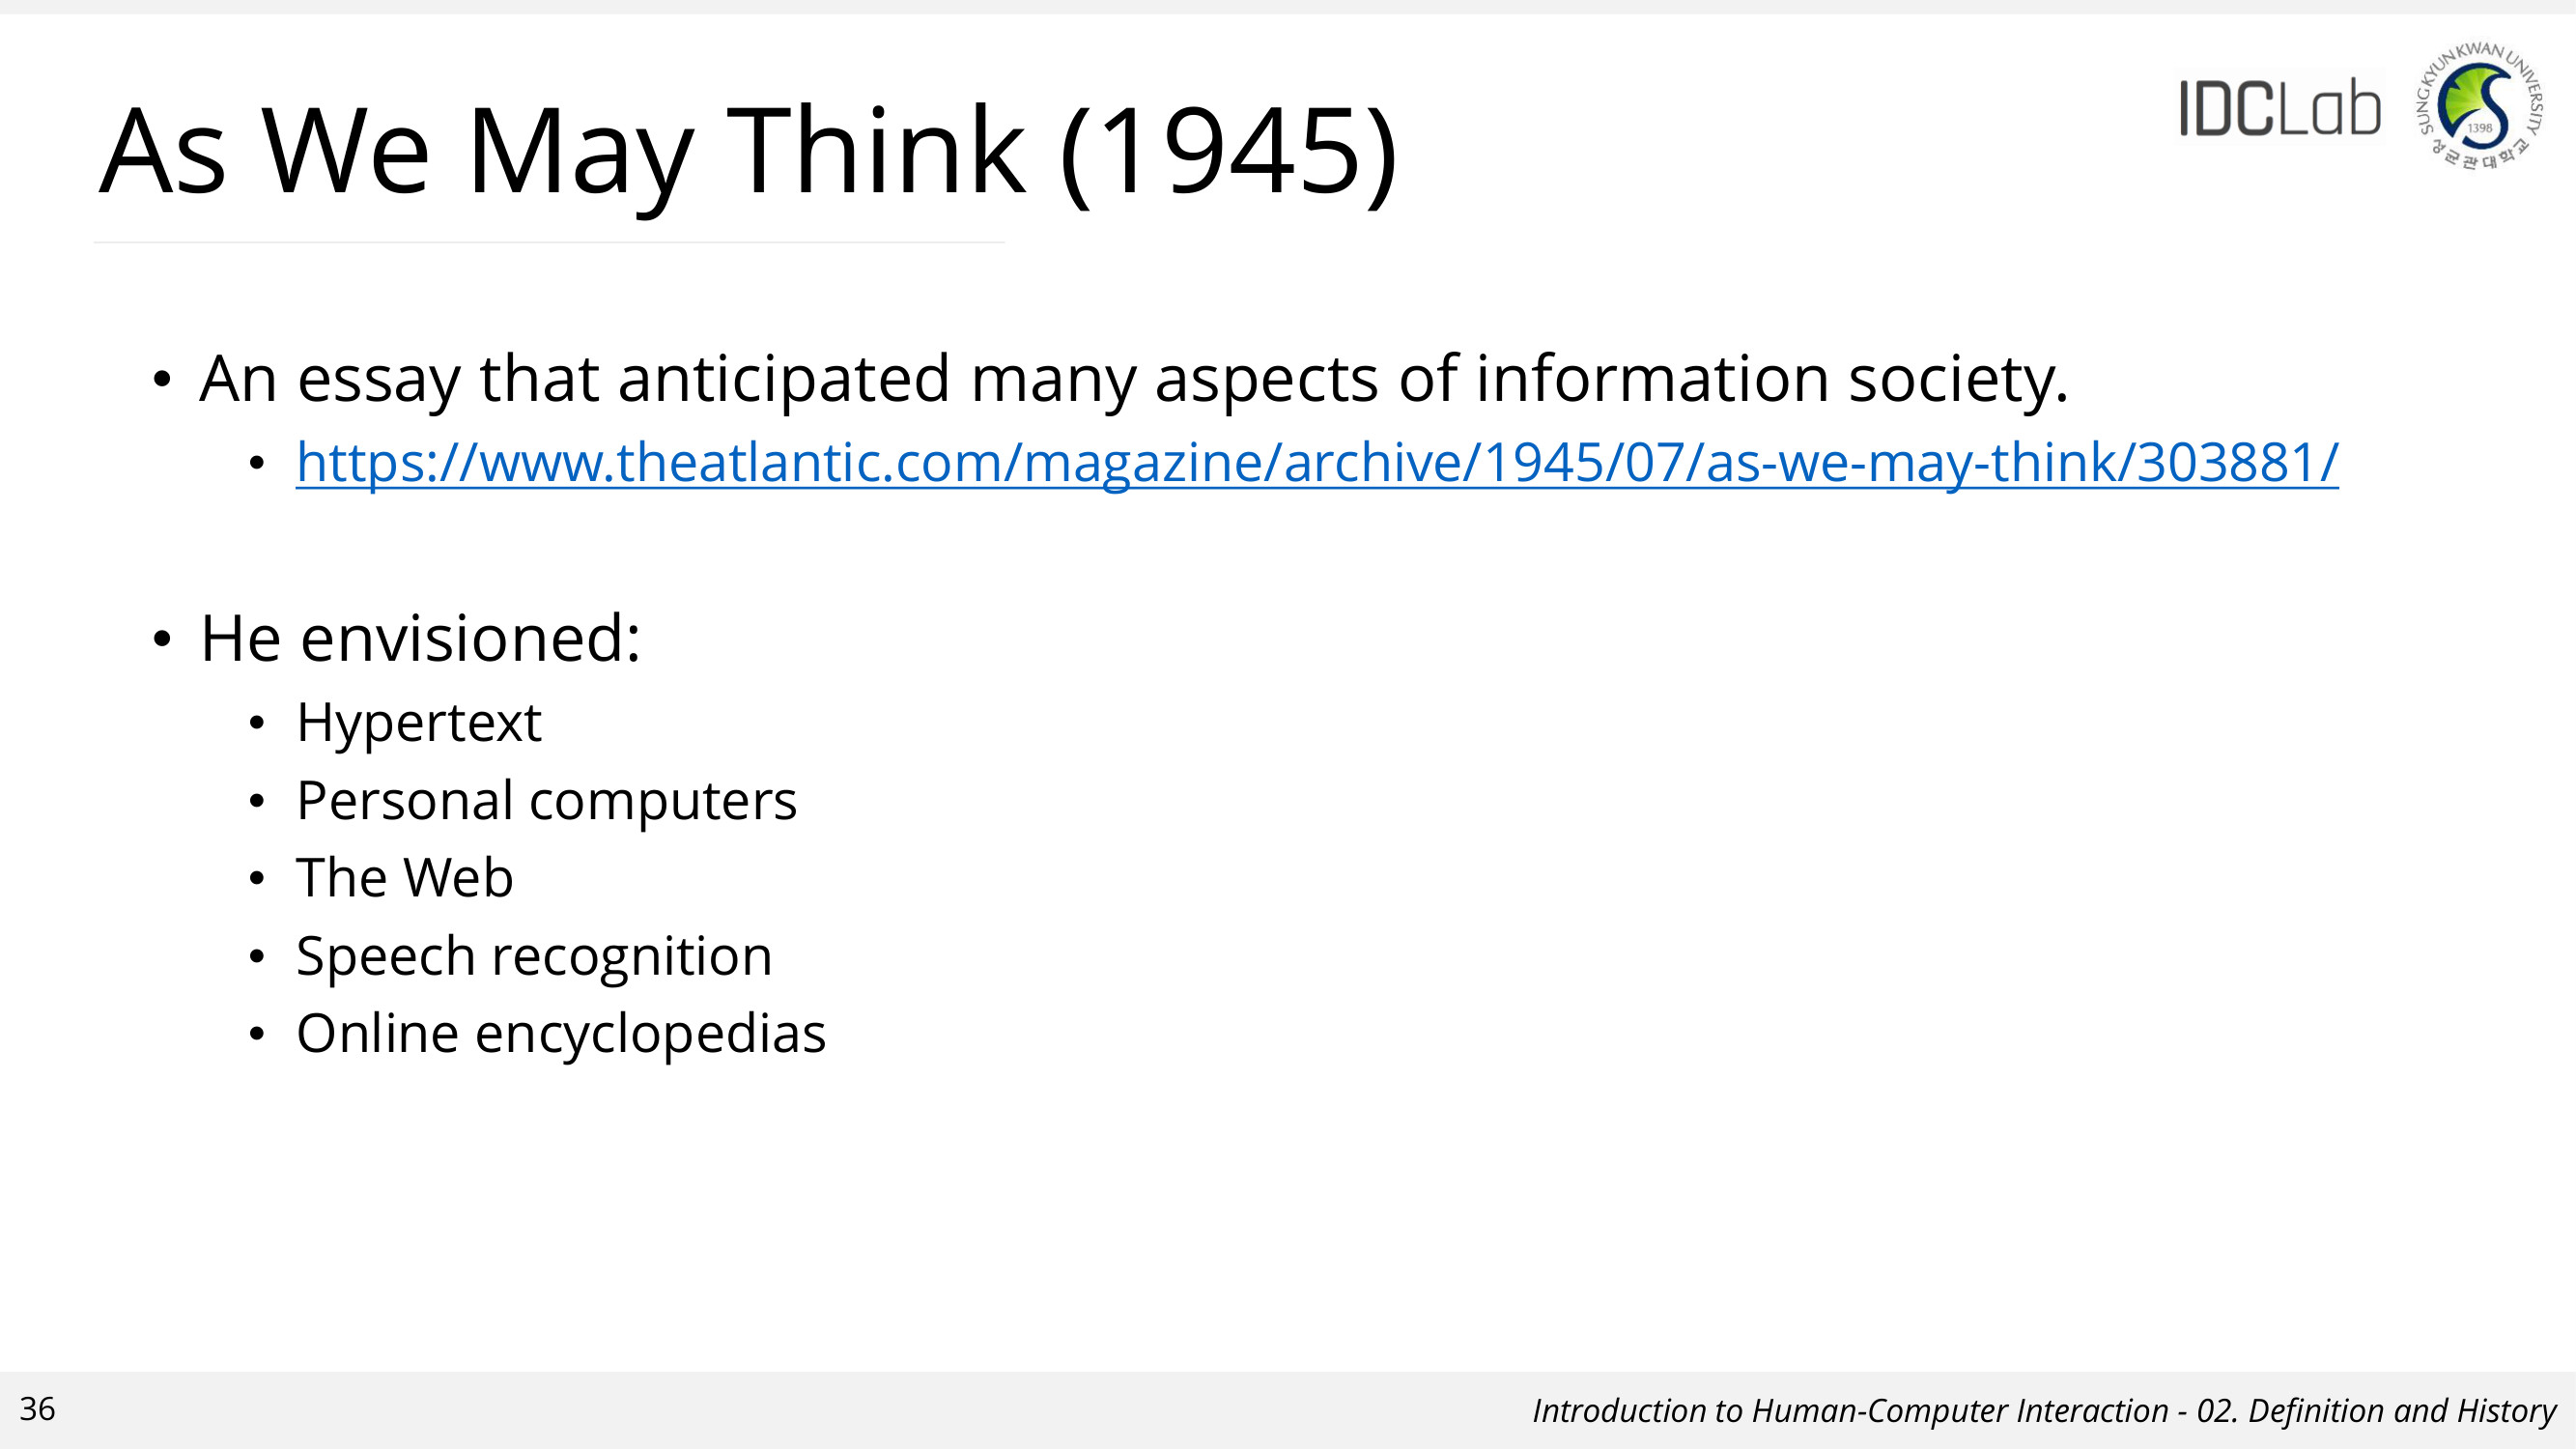 As We May Think (1945)
IDCLab
SUNGKYUNKWAN UNIVERSITY
1398
성균관대학교
• An essay that anticipated many aspects of information society.
• https://www.theatlantic.com/magazine/archive/1945/07/as-we-may-think/303881/
• He envisioned:
• Hypertext
• Personal computers
• The Web
• Speech recognition
• Online encyclopedias
36
Introduction to Human-Computer Interaction - 02. Definition and History